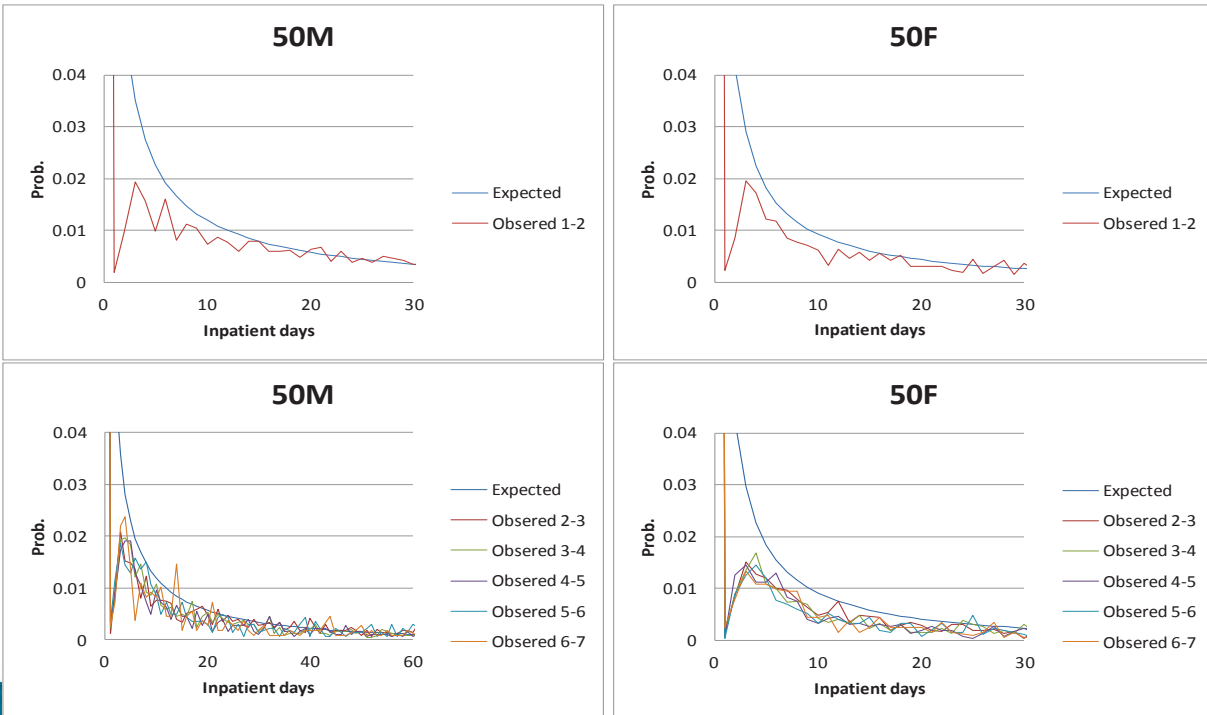 50M
0.04
0.03
0.02
0.01
0
Prob.
0 10 20 30
Inpatient days
Expected
Obsered 1-2
50F
0.04
0.03
0.02
0.01
0
Prob.
0 10 20 30
Inpatient days
Expected
Obsered 1-2
50M
0.04
0.03
0.02
0.01
0
Prob.
0 20 40 60
Inpatient days
Expected
Obsered 2-3
Obsered 3-4
Obsered 4-5
Obsered 5-6
Obsered 6-7
50F
0.04
0.03
0.02
0.01
0
Prob.
0 10 20 30
Inpatient days
Expected
Obsered 2-3
Obsered 3-4
Obsered 4-5
Obsered 5-6
Obsered 6-7